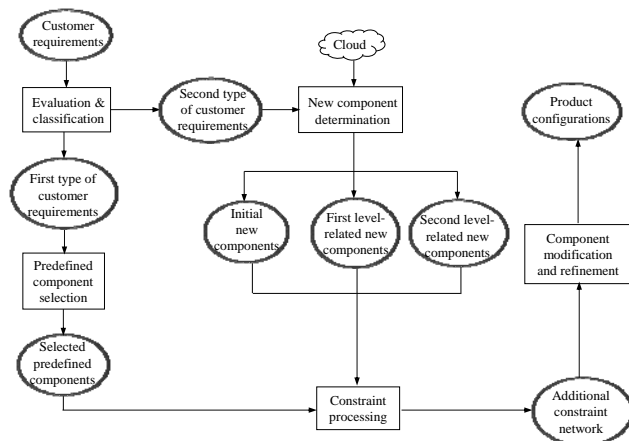 Customer
requirements
Cloud
Evaluation &
classification
Second type
of customer
requirements
New component
determination
Product
configurations
First type of
customer
requirements
Initial
new
components
First level-
related new
components
Second level-
related new
components
Component
modification
and refinement
Predefined
component
selection
Selected
predefined
components
Constraint
processing
Additional
constraint
network